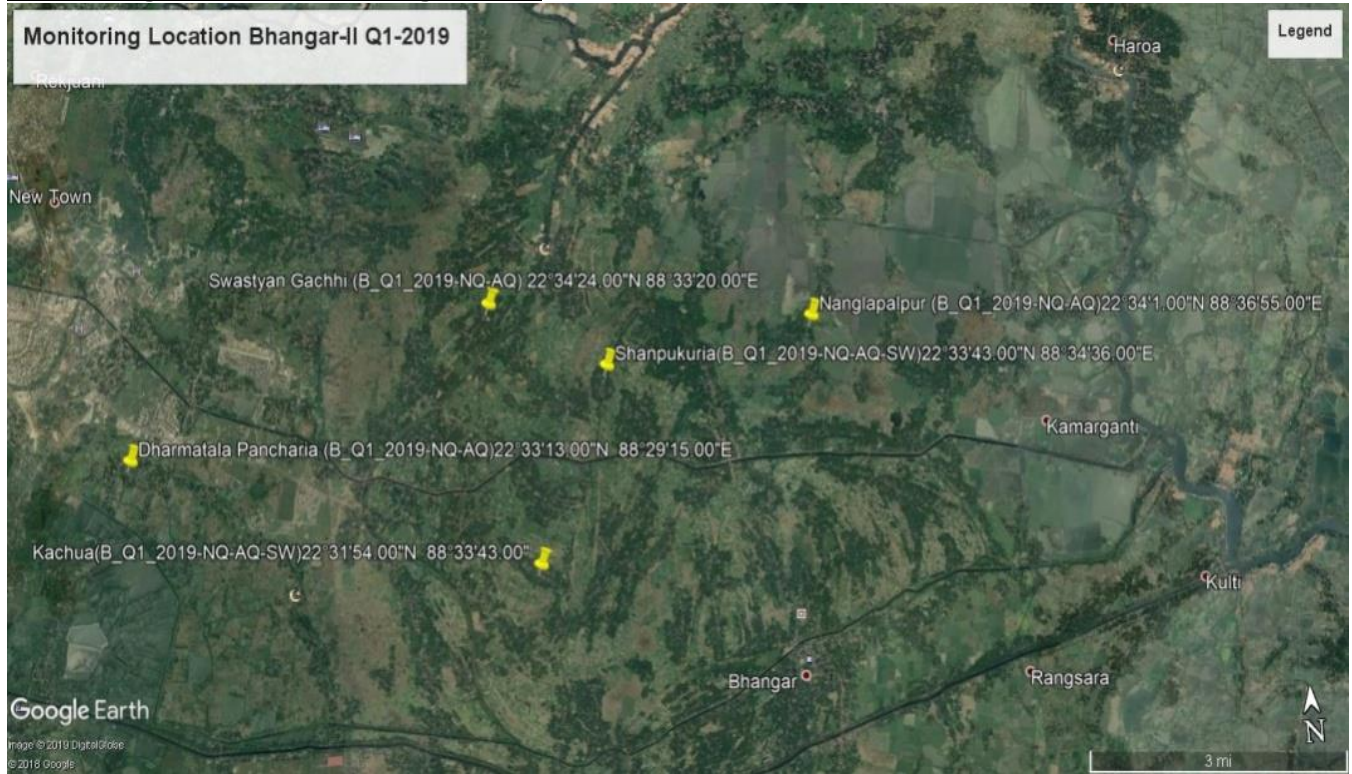 Monitoring Location Bhangar-II Q1-2019
Legend
Haroa
Rekjuani
New Town
Swastyan Gachhi (B_Q1_2019-NQ-AQ) 22°34'24.00"N 88°33'20.00"E
Nanglapalpur (B_Q1_2019-NQ-AQ)22°34'1.00"N 88°36'55.00"E
Shanpukuria(B_Q1_2019-NQ-AQ-SW)22°33'43.00"N 88°34'36.00"E
Kamarganti
Dharmatala Pancharia (B_Q1_2019-NQ-AQ)22°33'13.00"N 88°29'15.00"E
Kachua(B_Q1_2019-NQ-AQ-SW)22°31'54.00"N 88°33'43.00"
Kulti
Bhangar
Rangsara
Google Earth
N
Image © 2019 DigitalGlobe
© 2018 Google
3 mi